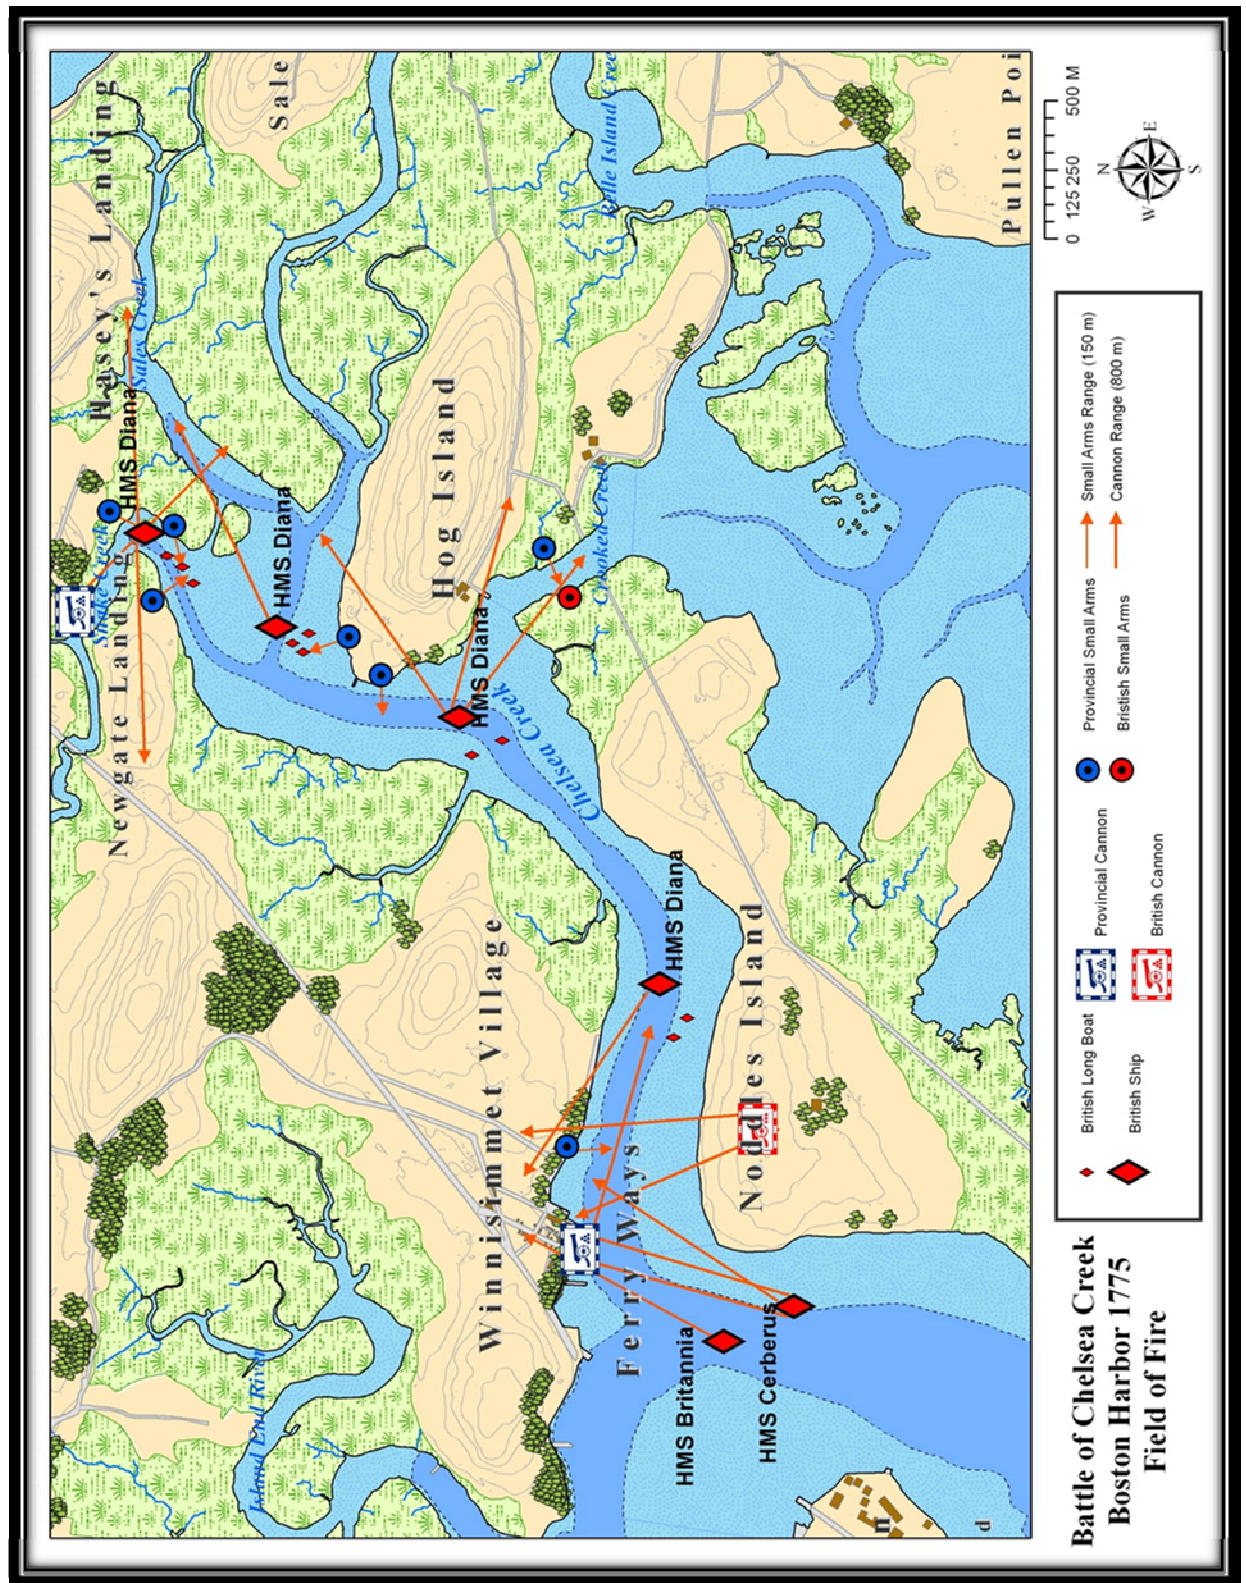 Hasey's Landing
Sale
Sales Creek
Snake Creek
Newgate Landing
HMS Diana
HMS Diana
Hog Island
HMS Diana
Crooked Creek
Belle Island Creek
Pullen Poi
Chelsea Creek
HMS Diana
Winnisimmet Village
Noddles Island
Ferry Ways
Island End River
HMS Britannia
HMS Cerberus
n
d
Battle of Chelsea Creek
Boston Harbor 1775
Field of Fire
British Long Boat
British Ship
Provincial Cannon
British Cannon
Provincial Small Arms
Bristish Small Arms
Small Arms Range (150 m)
Cannon Range (800 m)
0 125 250 500 M
N
W E
S